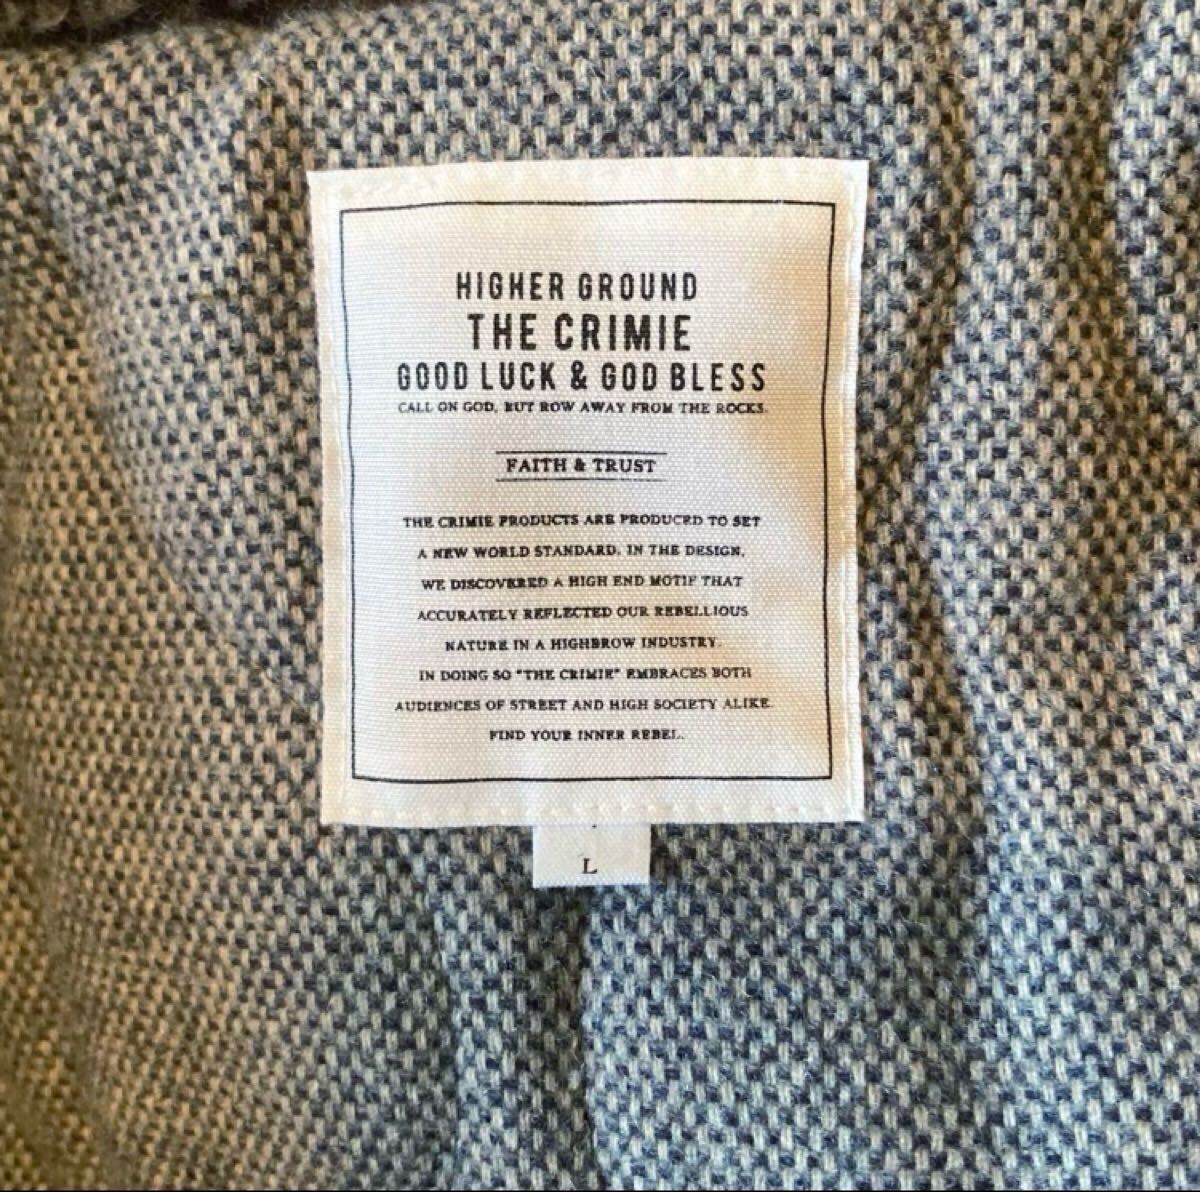 HIGHER GROUND
THE CRIMIE
GOOD LUCK & GOD BLESS
CALL ON GOD, BUT ROW AWAY FROM THE ROCKS.
FAITH & TRUST
THE CRIMIE PRODUCTS ARE PRODUCED TO SET
A NEW WORLD STANDARD. IN THE DESIGN,
WE DISCOVERED A HIGH END MOTIF THAT
ACCURATELY REFLECTED OUR REBELLIOUS
NATURE IN A HIGHBROW INDUSTRY.
IN DOING SO "THE CRIMIE" EMBRACES BOTH
AUDIENCES OF STREET AND HIGH SOCIETY ALIKE.
FIND YOUR INNER REBEL.
L